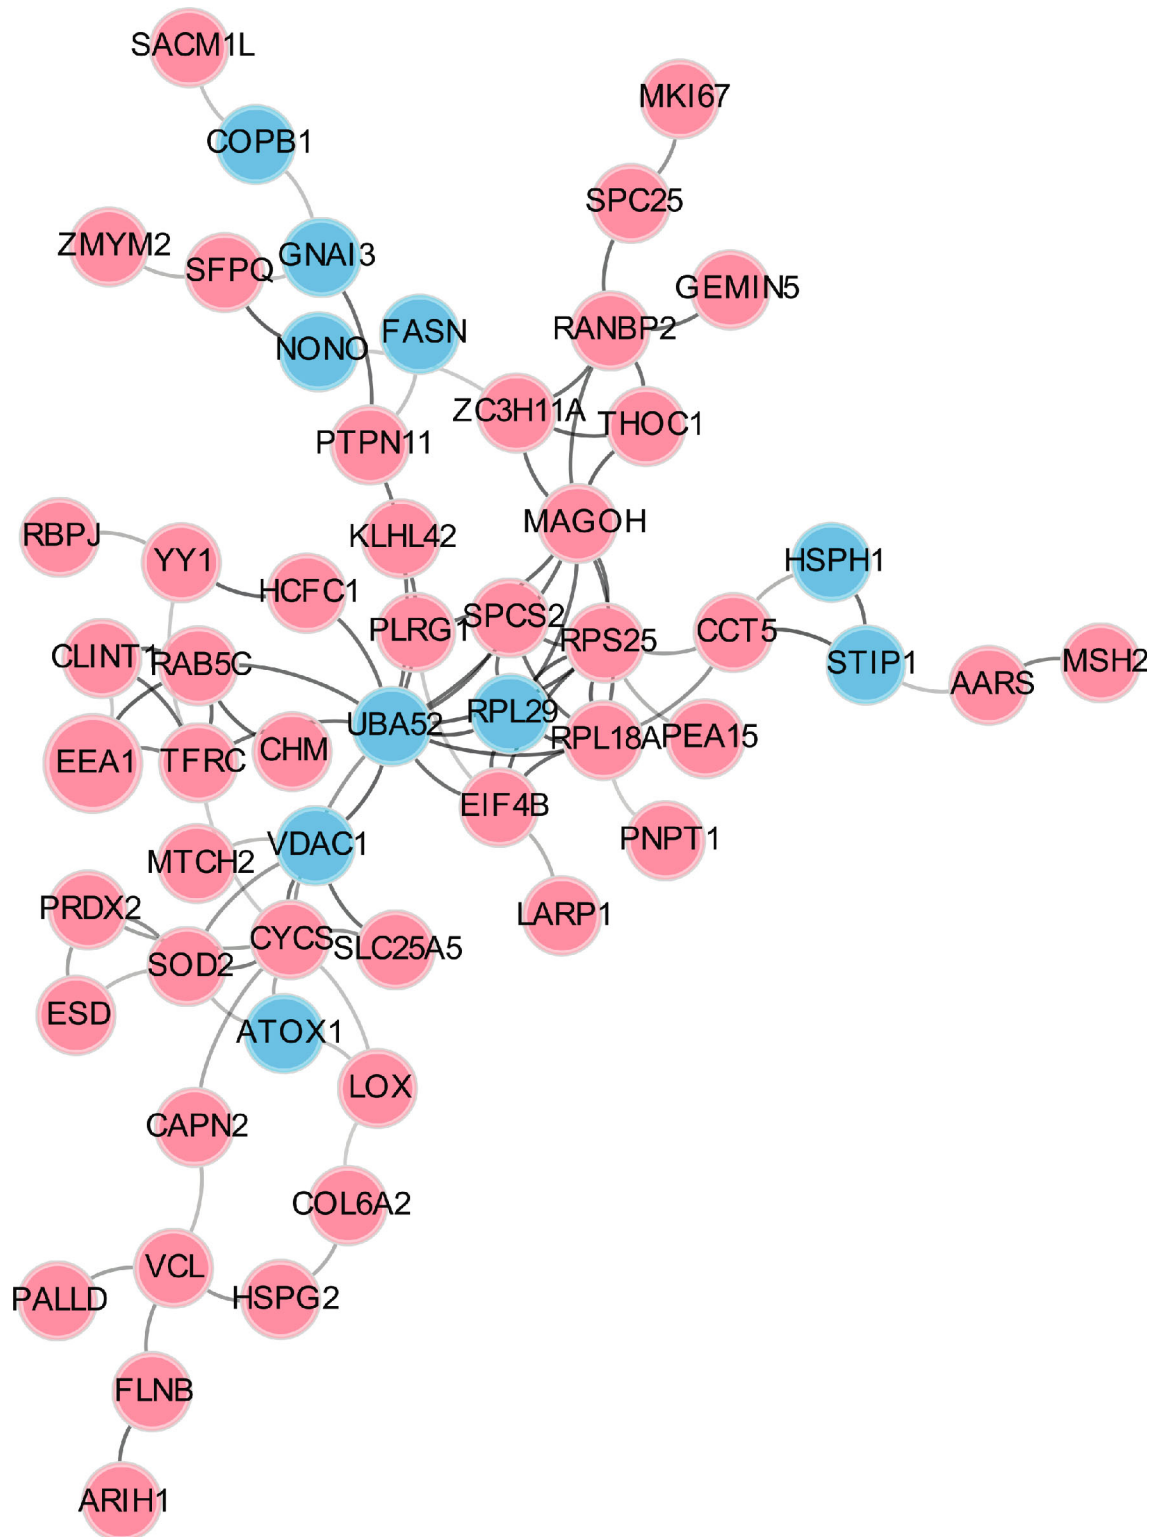 SACM1L
MKI67
COPB1
SPC25
ZMYM2
SFPQ
GNAI3
GEMIN5
FASN
RANBP2
NONO
ZC3H11A
THOC1
PTPN11
MAGOH
RBPJ
YY1
KLHL42
HSPH1
HCFC1
SPCS2
PLRG1
RPS25
CCT5
CLINT1
RAB5C
STIP1
AARS
MSH2
UBA52
RPL29
EEA1
TFRC
CHM
RPL18A
PEA15
EIF4B
VDAC1
MTCH2
PNPT1
PRDX2
LARP1
CYCS
SLC25A5
SOD2
ESD
ATOX1
LOX
CAPN2
COL6A2
VCL
PALLD
HSPG2
FLNB
ARIH1